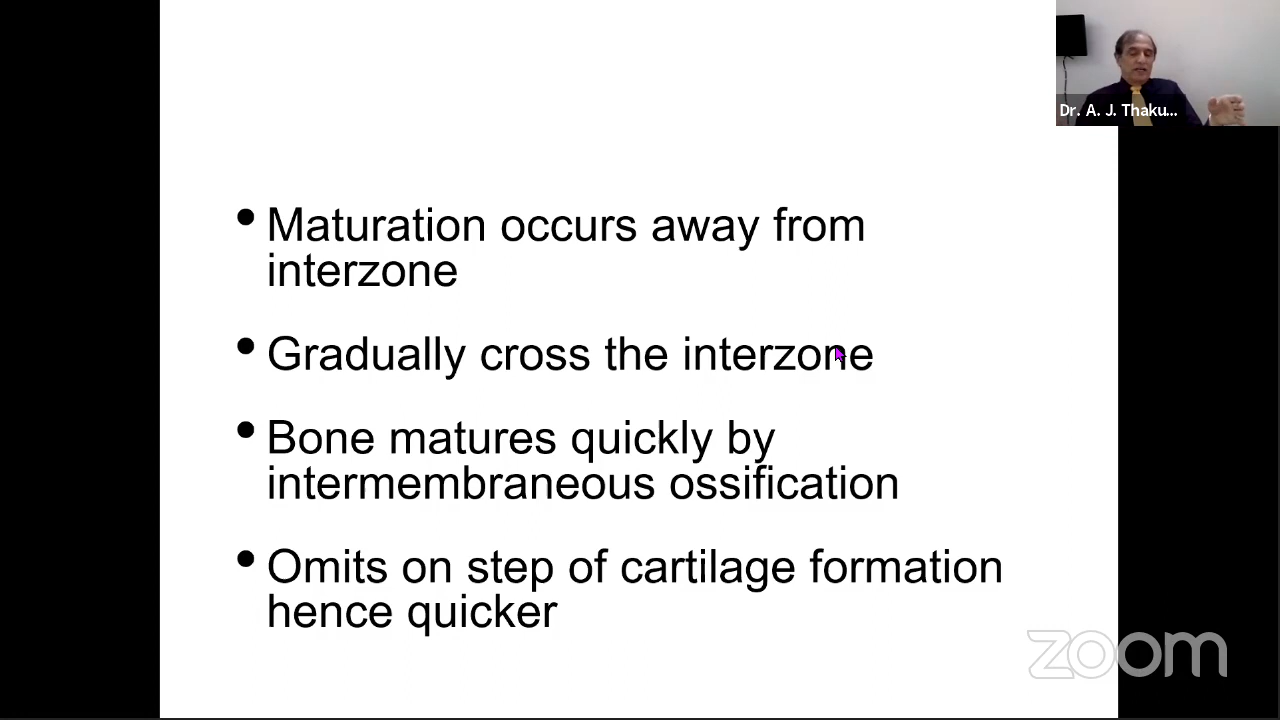 Dr. A. J. Thaku...
• Maturation occurs away from
interzone
• Gradually cross the interzone
• Bone matures quickly by
intermembraneous ossification
• Omits on step of cartilage formation
hence quicker
zoom